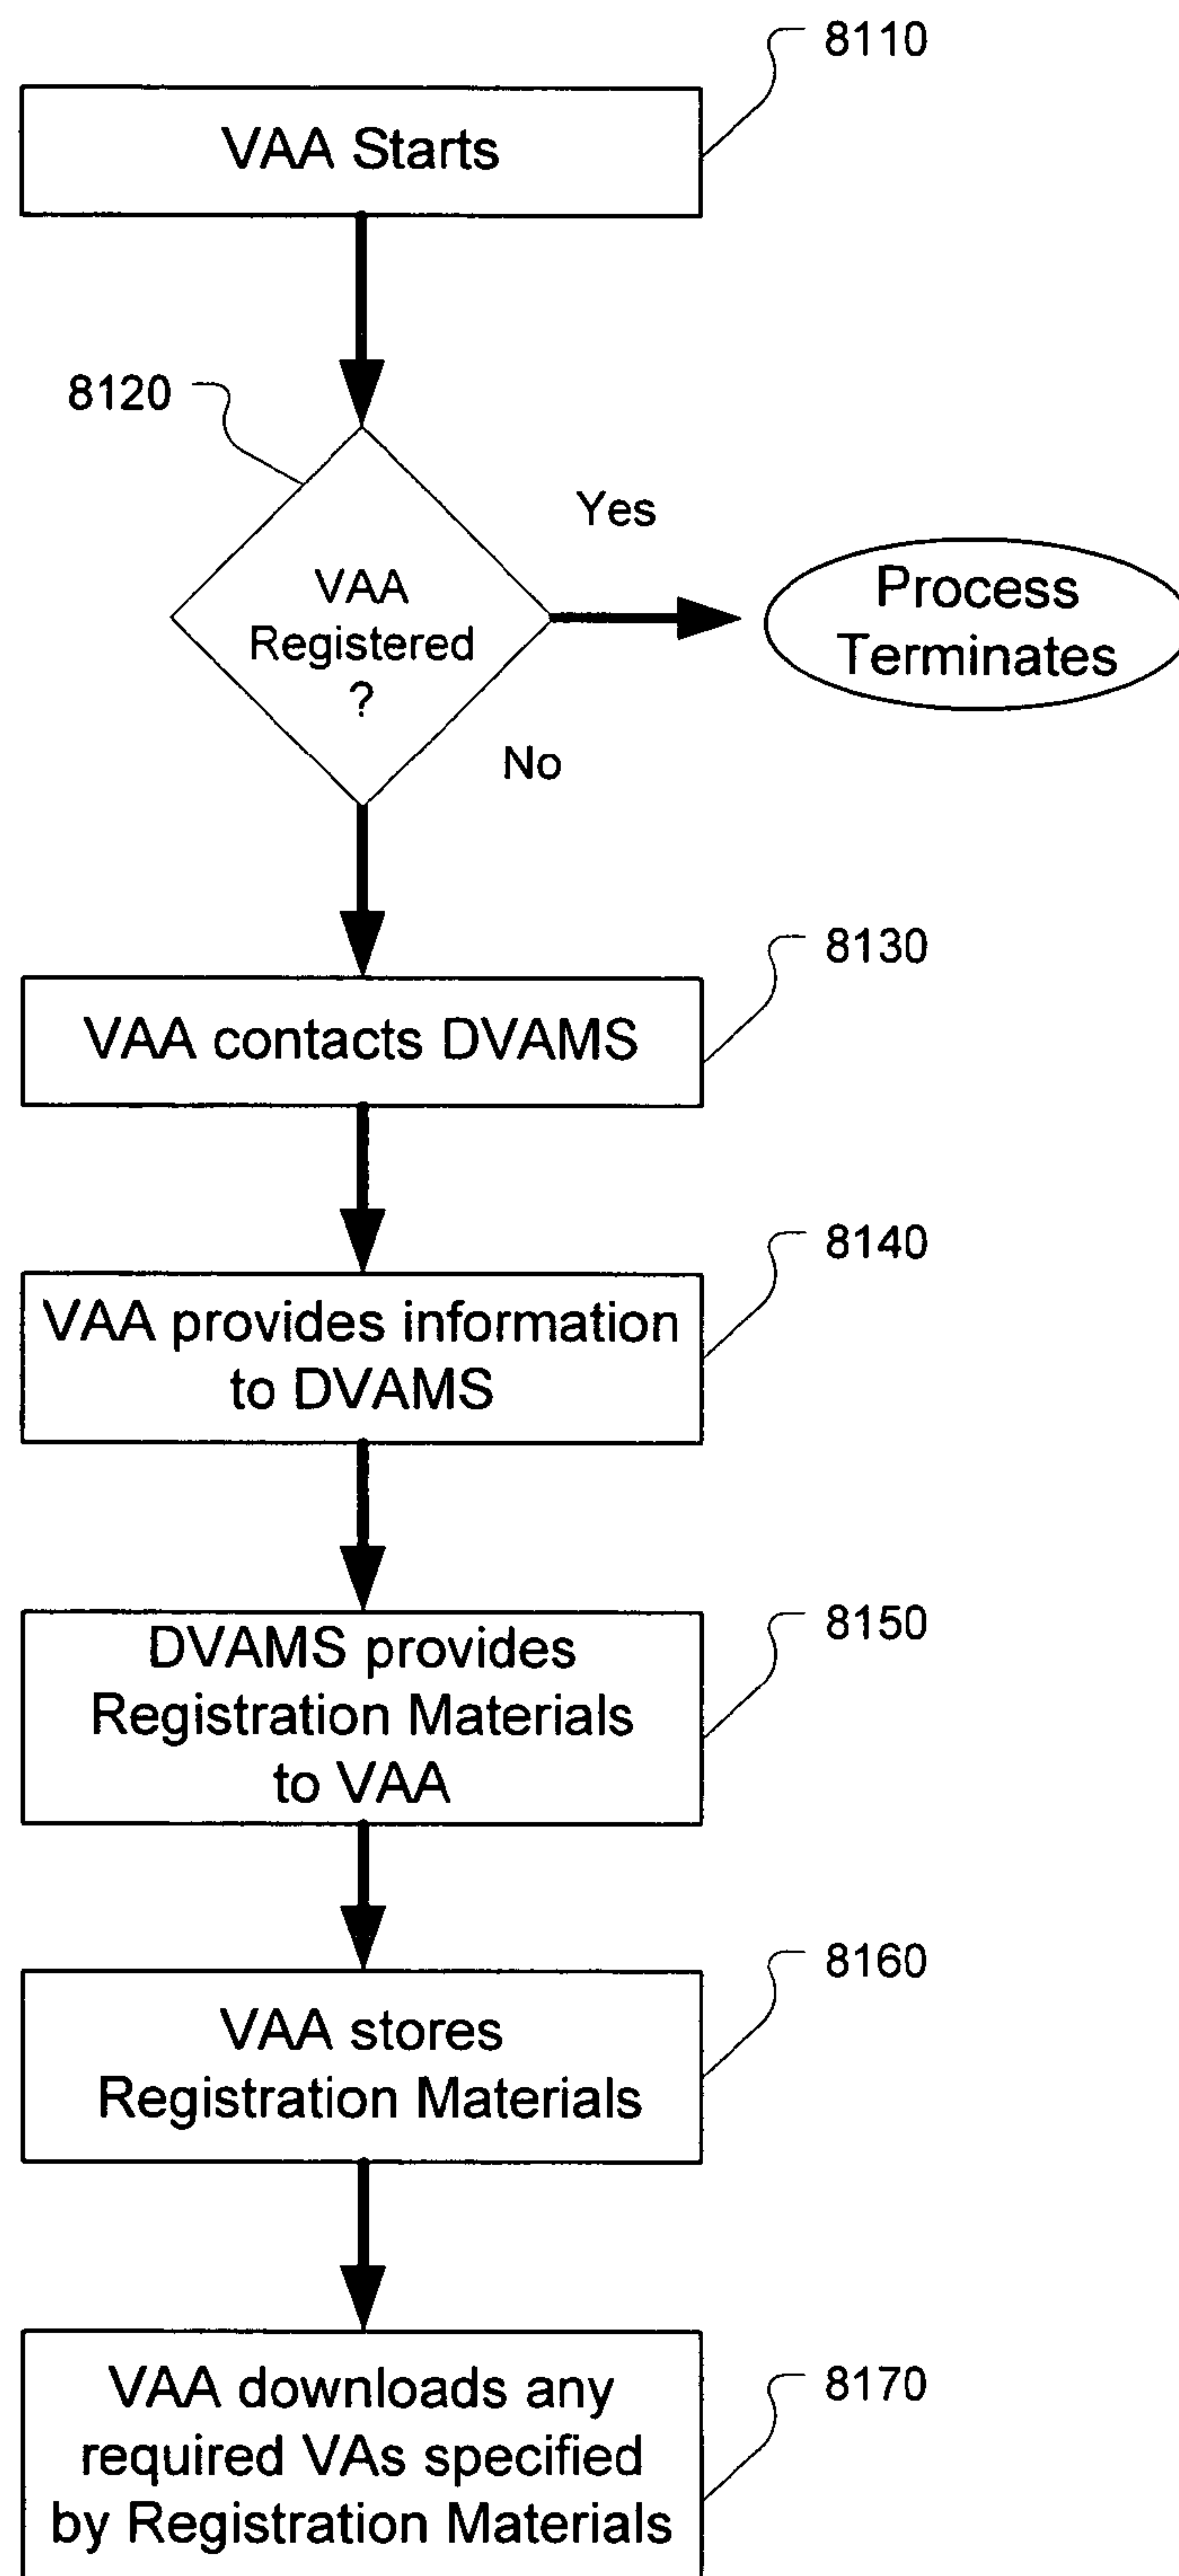 8110
VAA Starts
8120
Yes
VAA
Registered
?
Process
Terminates
No
8130
VAA contacts DVAMS
8140
VAA provides information
to DVAMS
8150
DVAMS provides
Registration Materials
to VAA
8160
VAA stores
Registration Materials
8170
VAA downloads any
required VAs specified
by Registration Materials